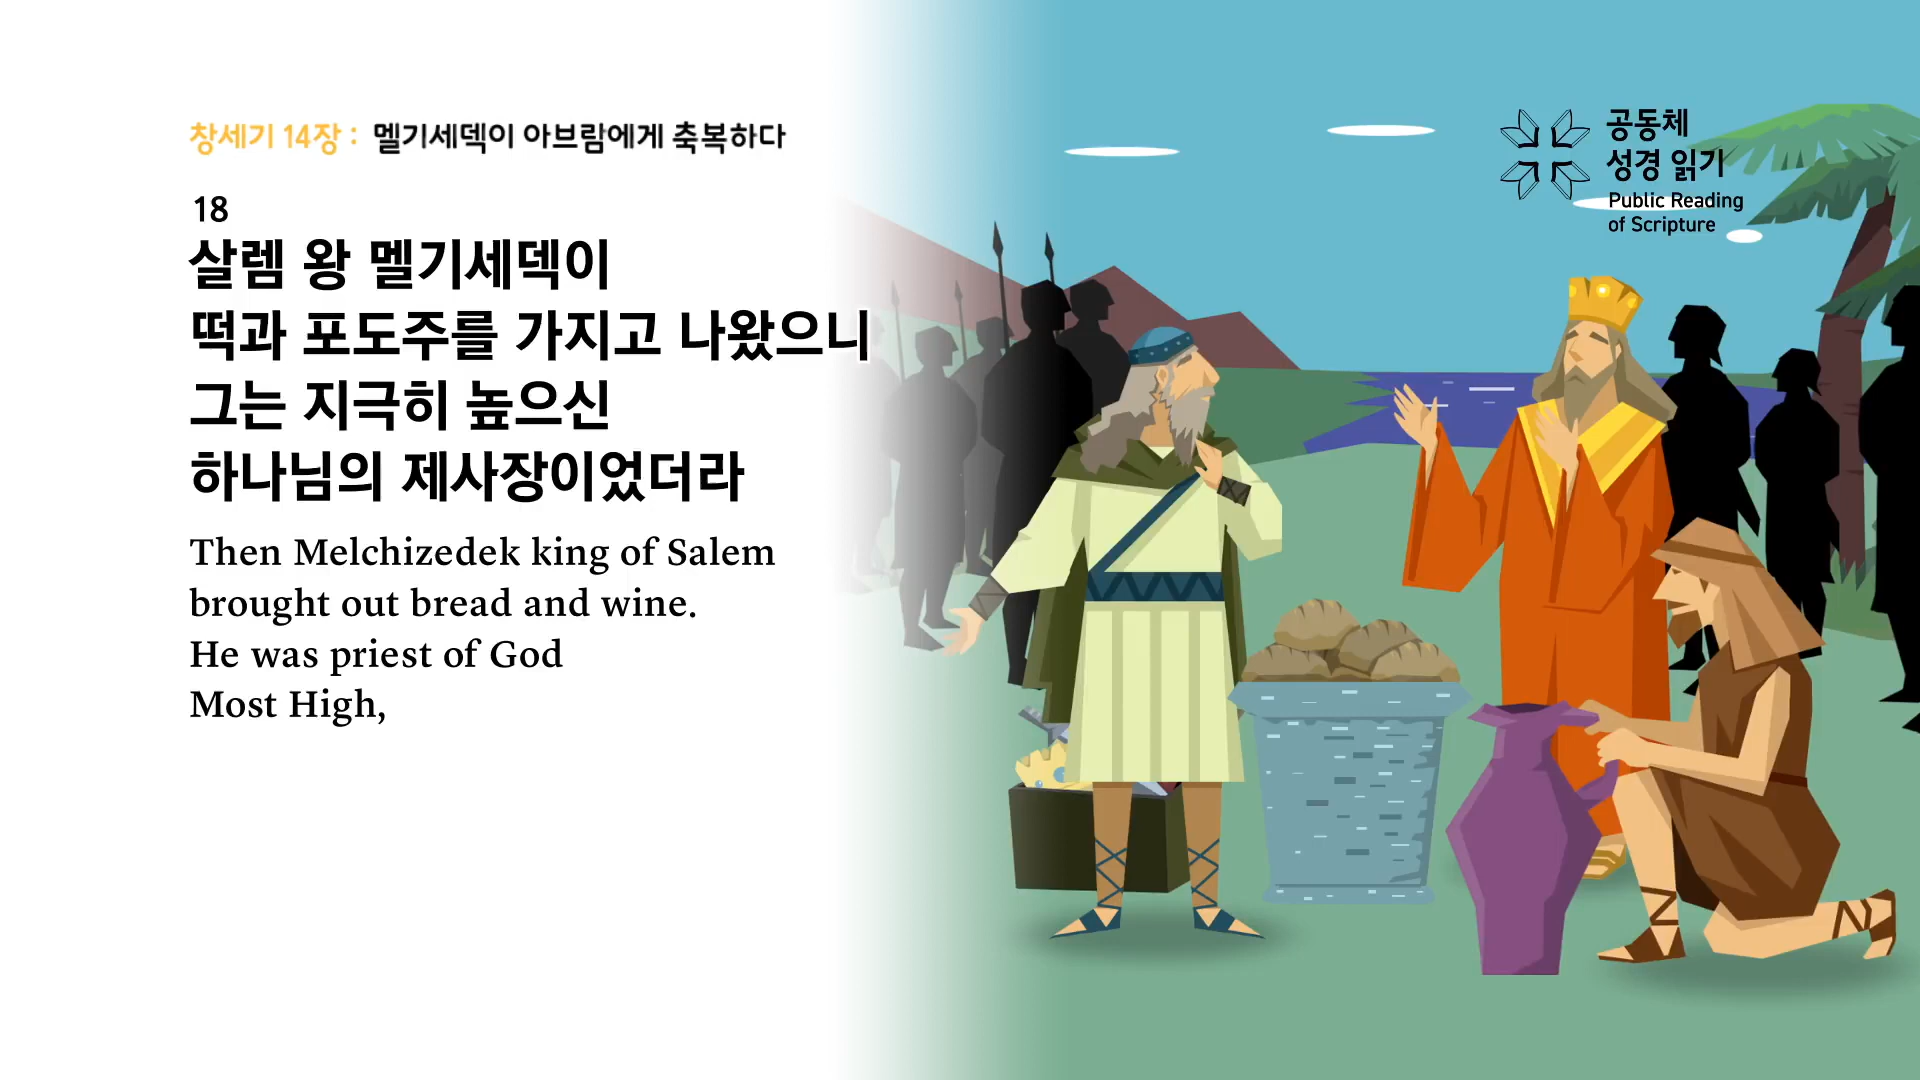 창세기 14장 : 멜기세덱이 아브람에게 축복하다
18
살렘 왕 멜기세덱이
떡과 포도주를 가지고 나왔으니
그는 지극히 높으신
하나님의 제사장이었더라
Then Melchizedek king of Salem
brought out bread and wine.
He was priest of God
Most High,
공동체
성경 읽기
Public Reading
of Scripture